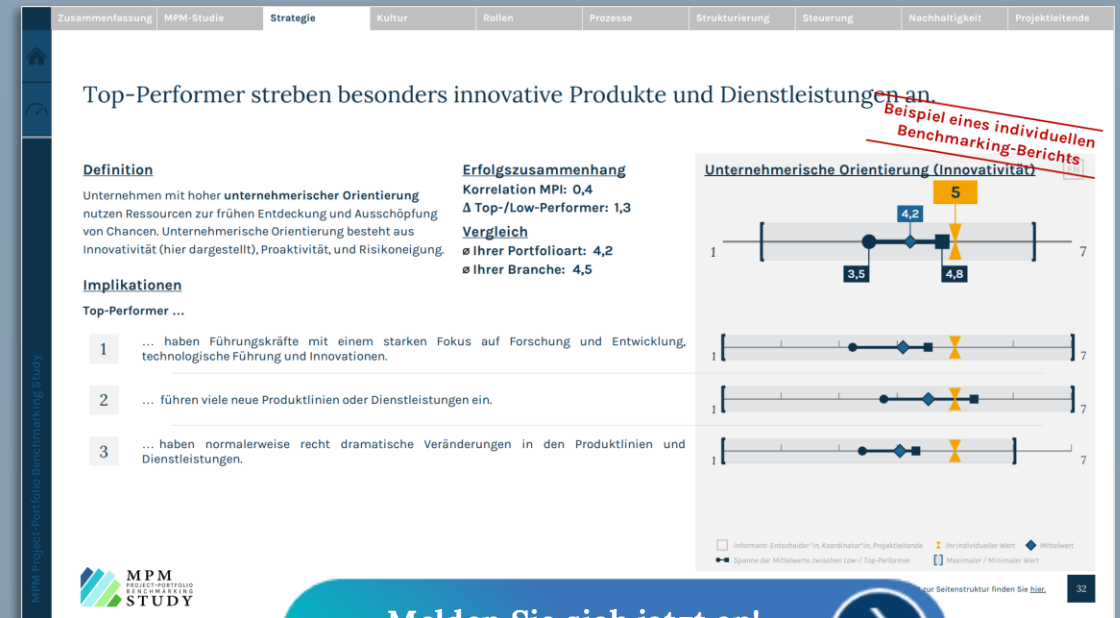 Zusammenfassung MPM-Studie Strategie Kultur Rollen Prozesse Strukturierung Steuerung Nachhaltigkeit Projektleitende
Top-Performer streben besonders innovative Produkte und Dienstleistungen an.
Beispiel eines individuellen
Benchmarking-Berichts
Definition
Unternehmen mit hoher unternehmerischer Orientierung
nutzen Ressourcen zur frühen Entdeckung und Ausschöpfung
von Chancen. Unternehmerische Orientierung besteht aus
Innovativität (hier dargestellt), Proaktivität, und Risikoneigung.
Erfolgszusammenhang
Korrelation MPI: 0,4
Δ Top-/Low-Performer: 1,3
Vergleich
ø Ihrer Portfolioart: 4,2
ø Ihrer Branche: 4,5
Unternehmerische Orientierung (Innovativität)
5
4,2
1
7
3,5
4,8
Implikationen
Top-Performer ...
1
... haben Führungskräfte mit einem starken Fokus auf Forschung und Entwicklung,
technologische Führung und Innovationen.
1
7
2
... führen viele neue Produktlinien oder Dienstleistungen ein.
1
7
3
... haben normalerweise recht dramatische Veränderungen in den Produktlinien und
Dienstleistungen.
1
7
Informant: Entscheider*in, Koordinator*in, Projektleitende Ihr individueller Wert Mittelwert
Spanne der Mittelwerte zwischen Low-/ Top-Performer Maximaler / Minimaler Wert
MPM Project-Portfolio Benchmarking Study
MPM
PROJECT-PORTFOLIO
BENCHMARKING
STUDY
zur Seitenstruktur finden Sie hier.
32
Melden Sie sich jetzt an!